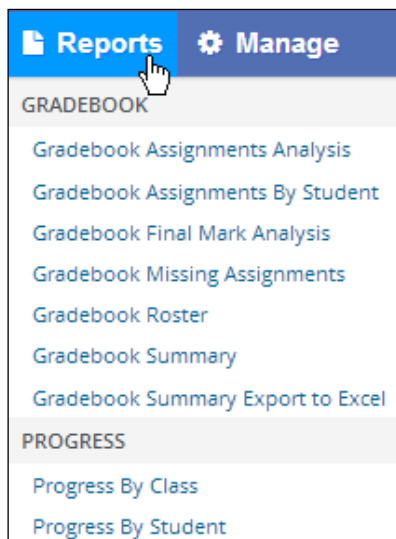 Reports Manage
GRADEBOOK
Gradebook Assignments Analysis
Gradebook Assignments By Student
Gradebook Final Mark Analysis
Gradebook Missing Assignments
Gradebook Roster
Gradebook Summary
Gradebook Summary Export to Excel
PROGRESS
Progress By Class
Progress By Student